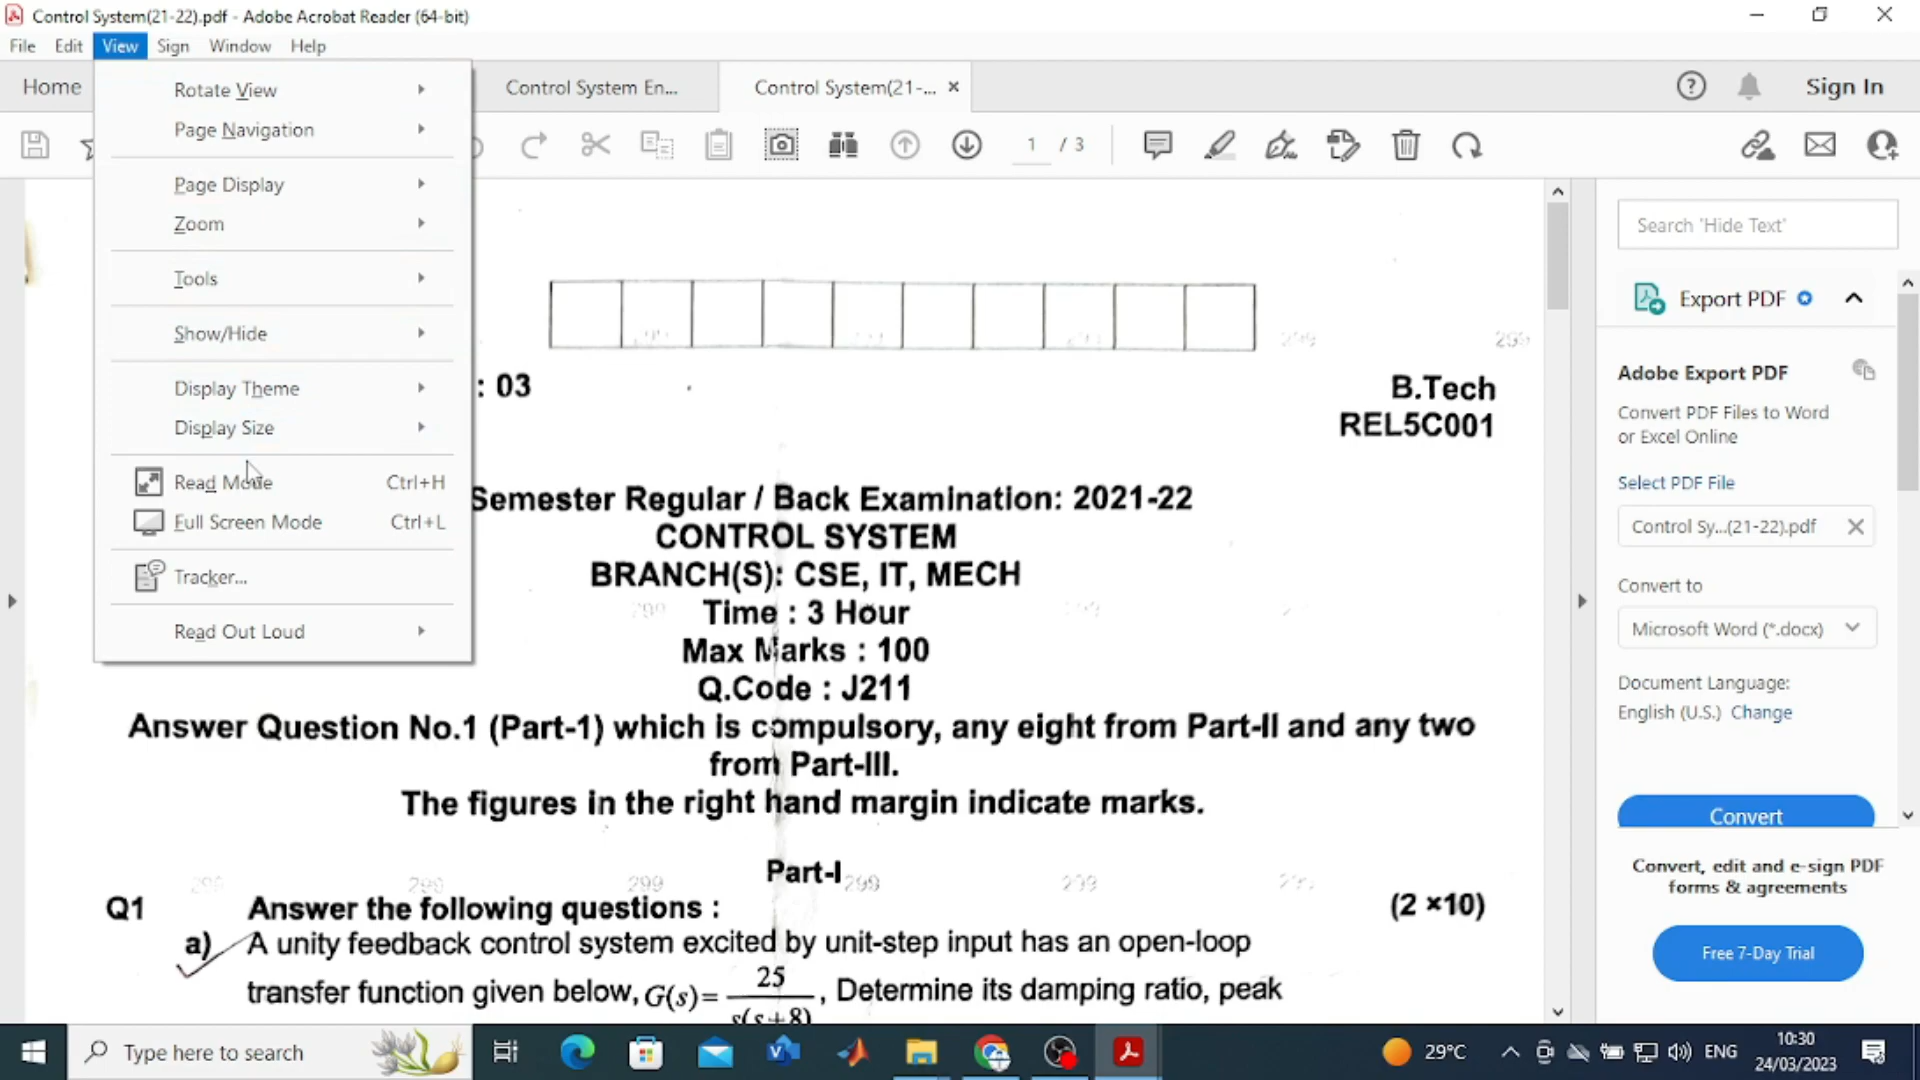 Control System(21-22).pdf - Adobe Acrobat Reader (64-bit)
File Edit View Sign Window Help
Home Control System En... Control System(21-... Sign In
1 / 3
Rotate View
Page Navigation
Page Display
Zoom
Tools
Show/Hide
Display Theme
Display Size
Read Mode Ctrl+H
Full Screen Mode Ctrl+L
Tracker...
Read Out Loud
299 299
: 03 B.Tech
REL5C001
Semester Regular / Back Examination: 2021-22
CONTROL SYSTEM
BRANCH(S): CSE, IT, MECH
Time : 3 Hour
Max Marks : 100
Q.Code : J211
Answer Question No.1 (Part-1) which is compulsory, any eight from Part-II and any two
from Part-III.
The figures in the right hand margin indicate marks.
Part-I
299 299 299 299
Q1 Answer the following questions : (2 ×10)
a) A unity feedback control system excited by unit-step input has an open-loop
transfer function given below, G(s)= 25 / s(s+8) , Determine its damping ratio, peak
Search 'Hide Text'
Export PDF
Adobe Export PDF
Convert PDF Files to Word
or Excel Online
Select PDF File
Control Sy...(21-22).pdf
Convert to
Microsoft Word (*.docx)
Document Language:
English (U.S.) Change
Convert
Convert, edit and e-sign PDF
forms & agreements
Free 7-Day Trial
Type here to search
29°C ENG
10:30
24/03/2023